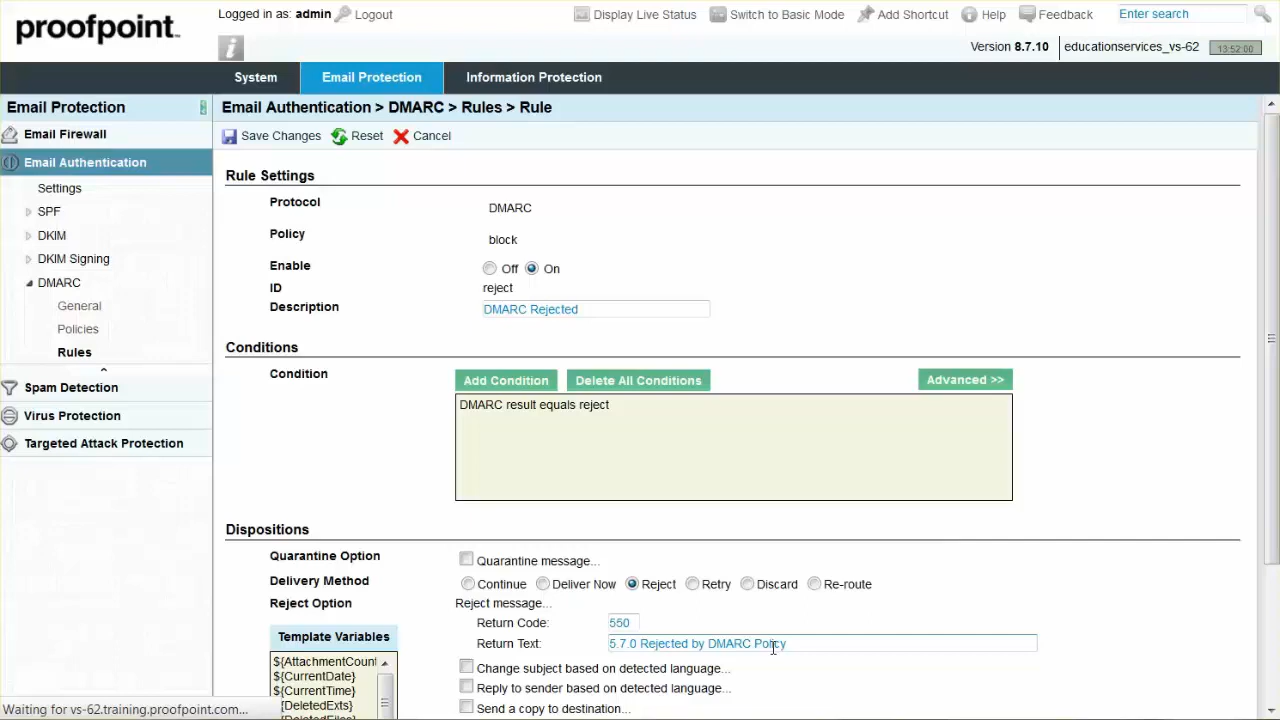 proofpoint
Logged in as: admin Logout
Display Live Status Switch to Basic Mode Add Shortcut Help Feedback Enter search
Version 8.7.10 educationservices_vs-62 13:52:00
System Email Protection Information Protection
Email Protection
Email Authentication > DMARC > Rules > Rule
Email Firewall
Save Changes Reset Cancel
Email Authentication
Settings
SPF
DKIM
DKIM Signing
DMARC
General
Policies
Rules
Spam Detection
Virus Protection
Targeted Attack Protection
Rule Settings
Protocol DMARC
Policy block
Enable Off On
ID reject
Description DMARC Rejected
Conditions
Condition Add Condition Delete All Conditions Advanced >>
DMARC result equals reject
Dispositions
Quarantine Option Quarantine message...
Delivery Method Continue Deliver Now Reject Retry Discard Re-route
Reject Option Reject message...
Return Code: 550
Template Variables
Return Text: 5.7.0 Rejected by DMARC Policy
${AttachmentCount
${CurrentDate}
${CurrentTime}
{DeletedExts}
Change subject based on detected language...
Reply to sender based on detected language...
Send a copy to destination...
Waiting for vs-62.training.proofpoint.com...